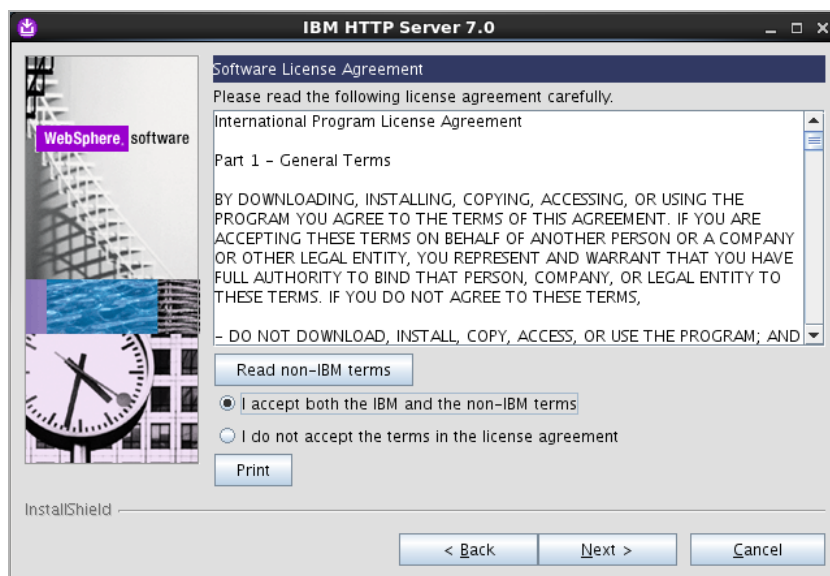 IBM HTTP Server 7.0
WebSphere. software
Software License Agreement
Please read the following license agreement carefully.
International Program License Agreement
Part 1 - General Terms
BY DOWNLOADING, INSTALLING, COPYING, ACCESSING, OR USING THE
PROGRAM YOU AGREE TO THE TERMS OF THIS AGREEMENT. IF YOU ARE
ACCEPTING THESE TERMS ON BEHALF OF ANOTHER PERSON OR A COMPANY
OR OTHER LEGAL ENTITY, YOU REPRESENT AND WARRANT THAT YOU HAVE
FULL AUTHORITY TO BIND THAT PERSON, COMPANY, OR LEGAL ENTITY TO
THESE TERMS. IF YOU DO NOT AGREE TO THESE TERMS,
- DO NOT DOWNLOAD, INSTALL, COPY, ACCESS, OR USE THE PROGRAM; AND
Read non-IBM terms
I accept both the IBM and the non-IBM terms
I do not accept the terms in the license agreement
Print
InstallShield
< Back
Next >
Cancel